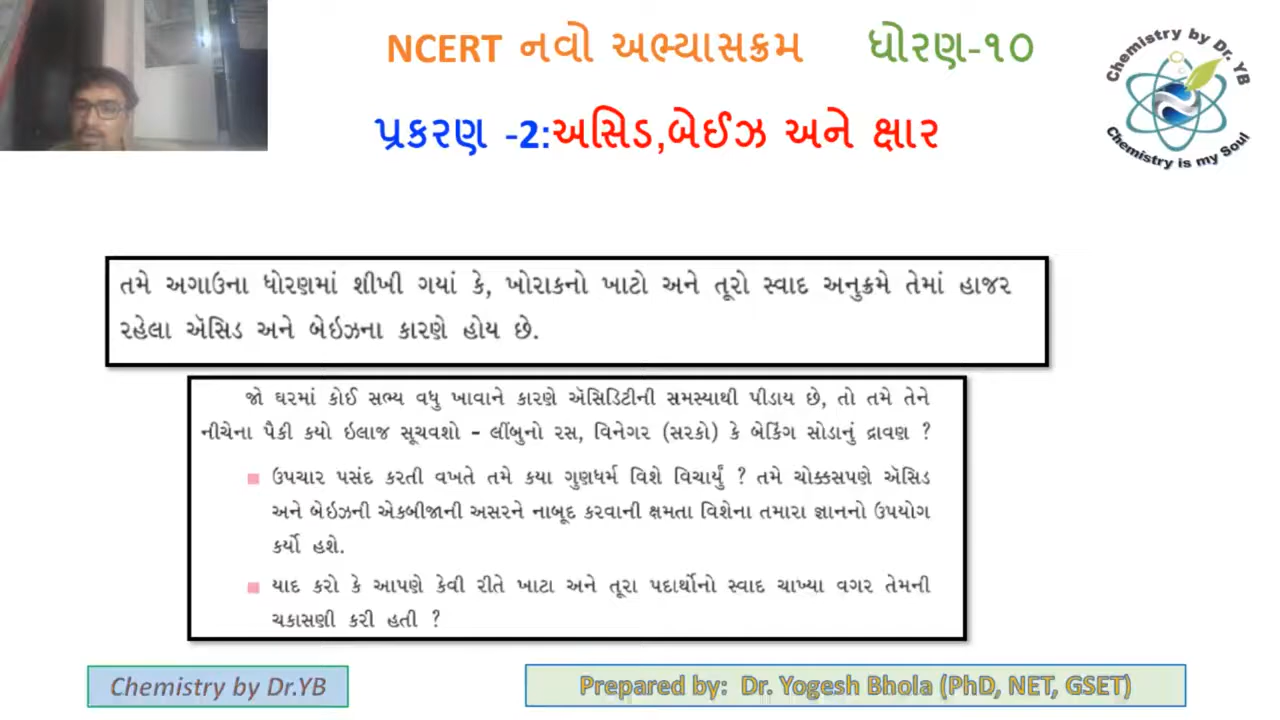 NCERT નવો અભ્યાસક્રમ ધોરણ-૧૦
પ્રકરણ -2:અસિડ,બેઈઝ અને ક્ષાર
Chemistry by Dr. YB
Chemistry is my Soul
તમે અગાઉના ધોરણમાં શીખી ગયાં કે, ખોરાકનો ખાટો અને તૂરો સ્વાદ અનુક્રમે તેમાં હાજર
રહેલા ઍસિડ અને બેઇઝના કારણે હોય છે.
જો ઘરમાં કોઈ સભ્ય વધુ ખાવાને કારણે ઍસિડિટીની સમસ્યાથી પીડાય છે, તો તમે તેને
નીચેના પૈકી કયો ઇલાજ સૂચવશો - લીંબુનો રસ, વિનેગર (સરકો) કે બેકિંગ સોડાનું દ્રાવણ ?
ઉપચાર પસંદ કરતી વખતે તમે કયા ગુણધર્મ વિશે વિચાર્યું ? તમે ચોક્કસપણે ઍસિડ
અને બેઇઝની એકબીજાની અસરને નાબૂદ કરવાની ક્ષમતા વિશેના તમારા જ્ઞાનનો ઉપયોગ
કર્યો હશે.
યાદ કરો કે આપણે કેવી રીતે ખાટા અને તૂરા પદાર્થોનો સ્વાદ ચાખ્યા વગર તેમની
ચકાસણી કરી હતી ?
Chemistry by Dr.YB
Prepared by: Dr. Yogesh Bhola (PhD, NET, GSET)